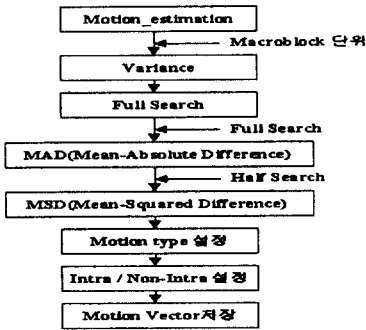 Motion_estimation
Macroblock 단위
Variance
Full Search
Full Search
MAD(Mean-Absolute Difference)
Half Search
MSD(Mean-Squared Difference)
Motion type 설정
Intra / Non-Intra 설정
Motion Vector저장